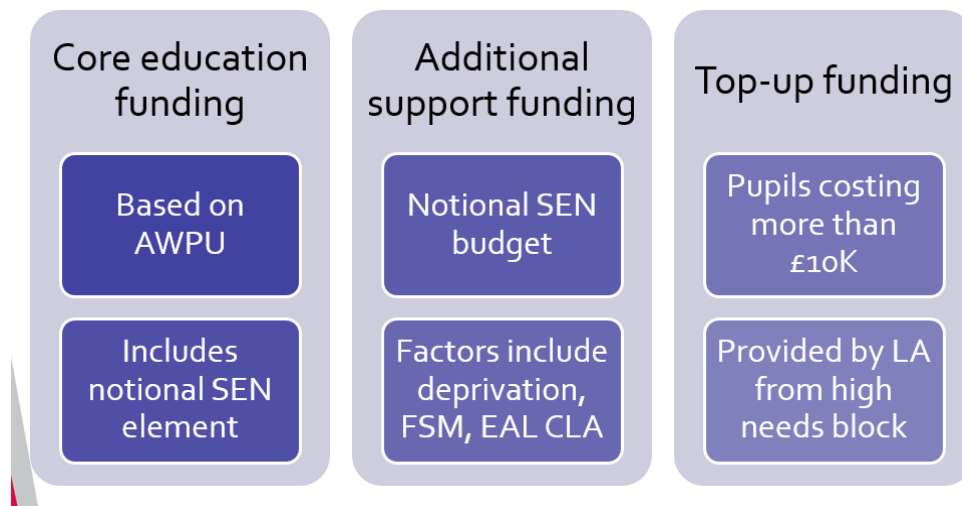 Core education
funding
Based on
AWPU
Includes
notional SEN
element
Additional
support funding
Notional SEN
budget
Factors include
deprivation,
FSM, EAL CLA
Top-up funding
Pupils costing
more than
£10K
Provided by LA
from high
needs block